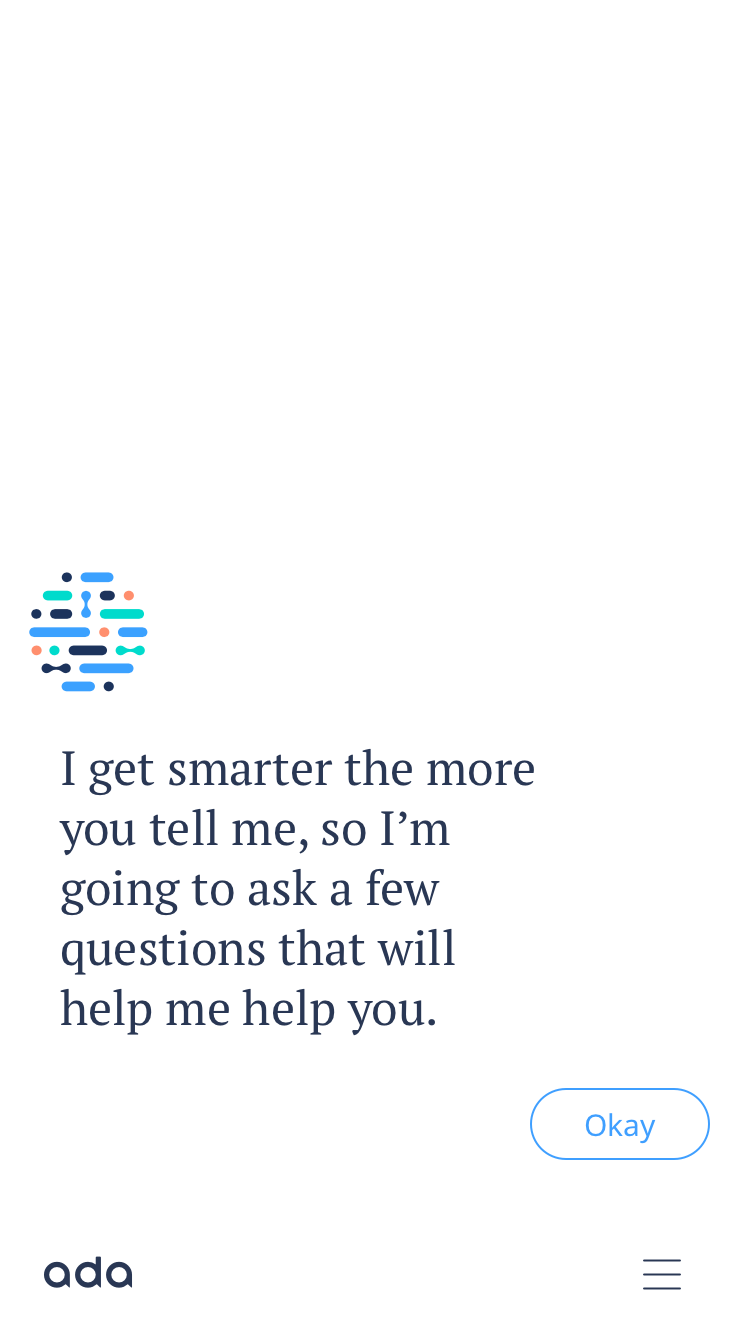 I get smarter the more
you tell me, so I’m
going to ask a few
questions that will
help me help you.
Okay
ada